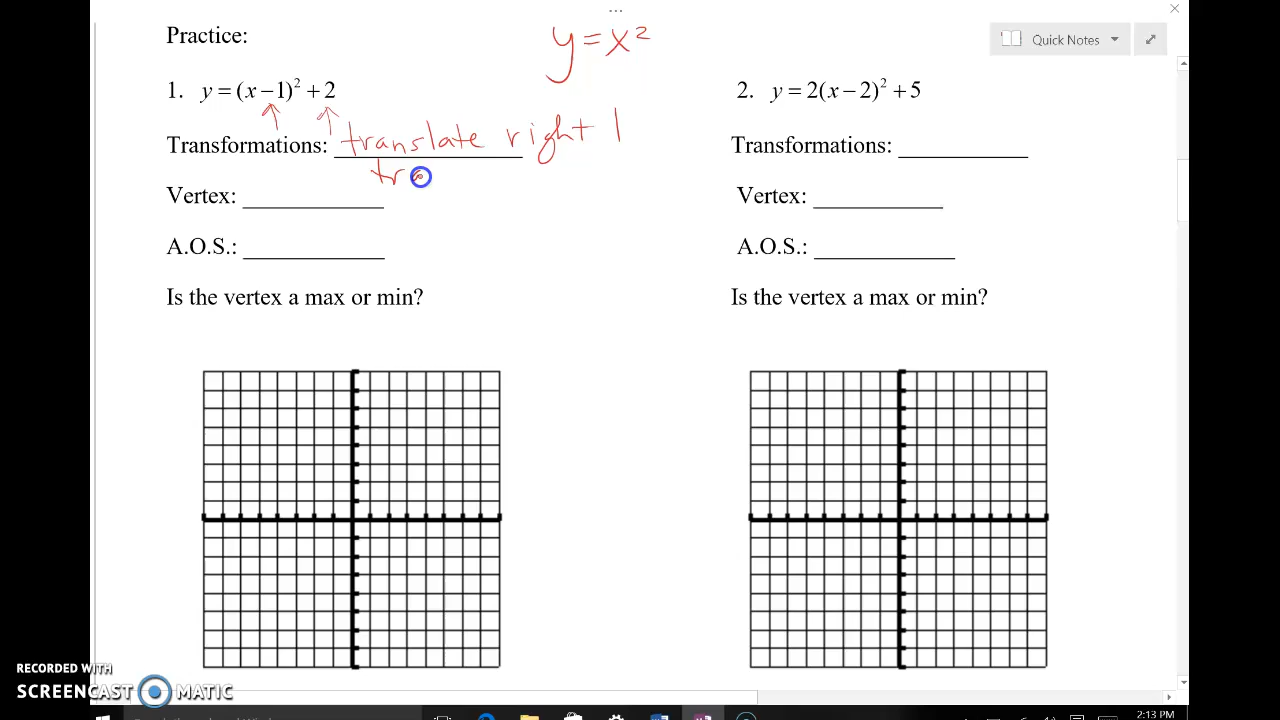 Practice:
y = x²
Quick Notes
1. y = (x − 1)² + 2
2. y = 2(x − 2)² + 5
Transformations: translate right 1
tra
Transformations:
Vertex:
Vertex:
A.O.S.:
A.O.S.:
Is the vertex a max or min?
Is the vertex a max or min?
RECORDED WITH
SCREENCAST MATIC
2:13 PM